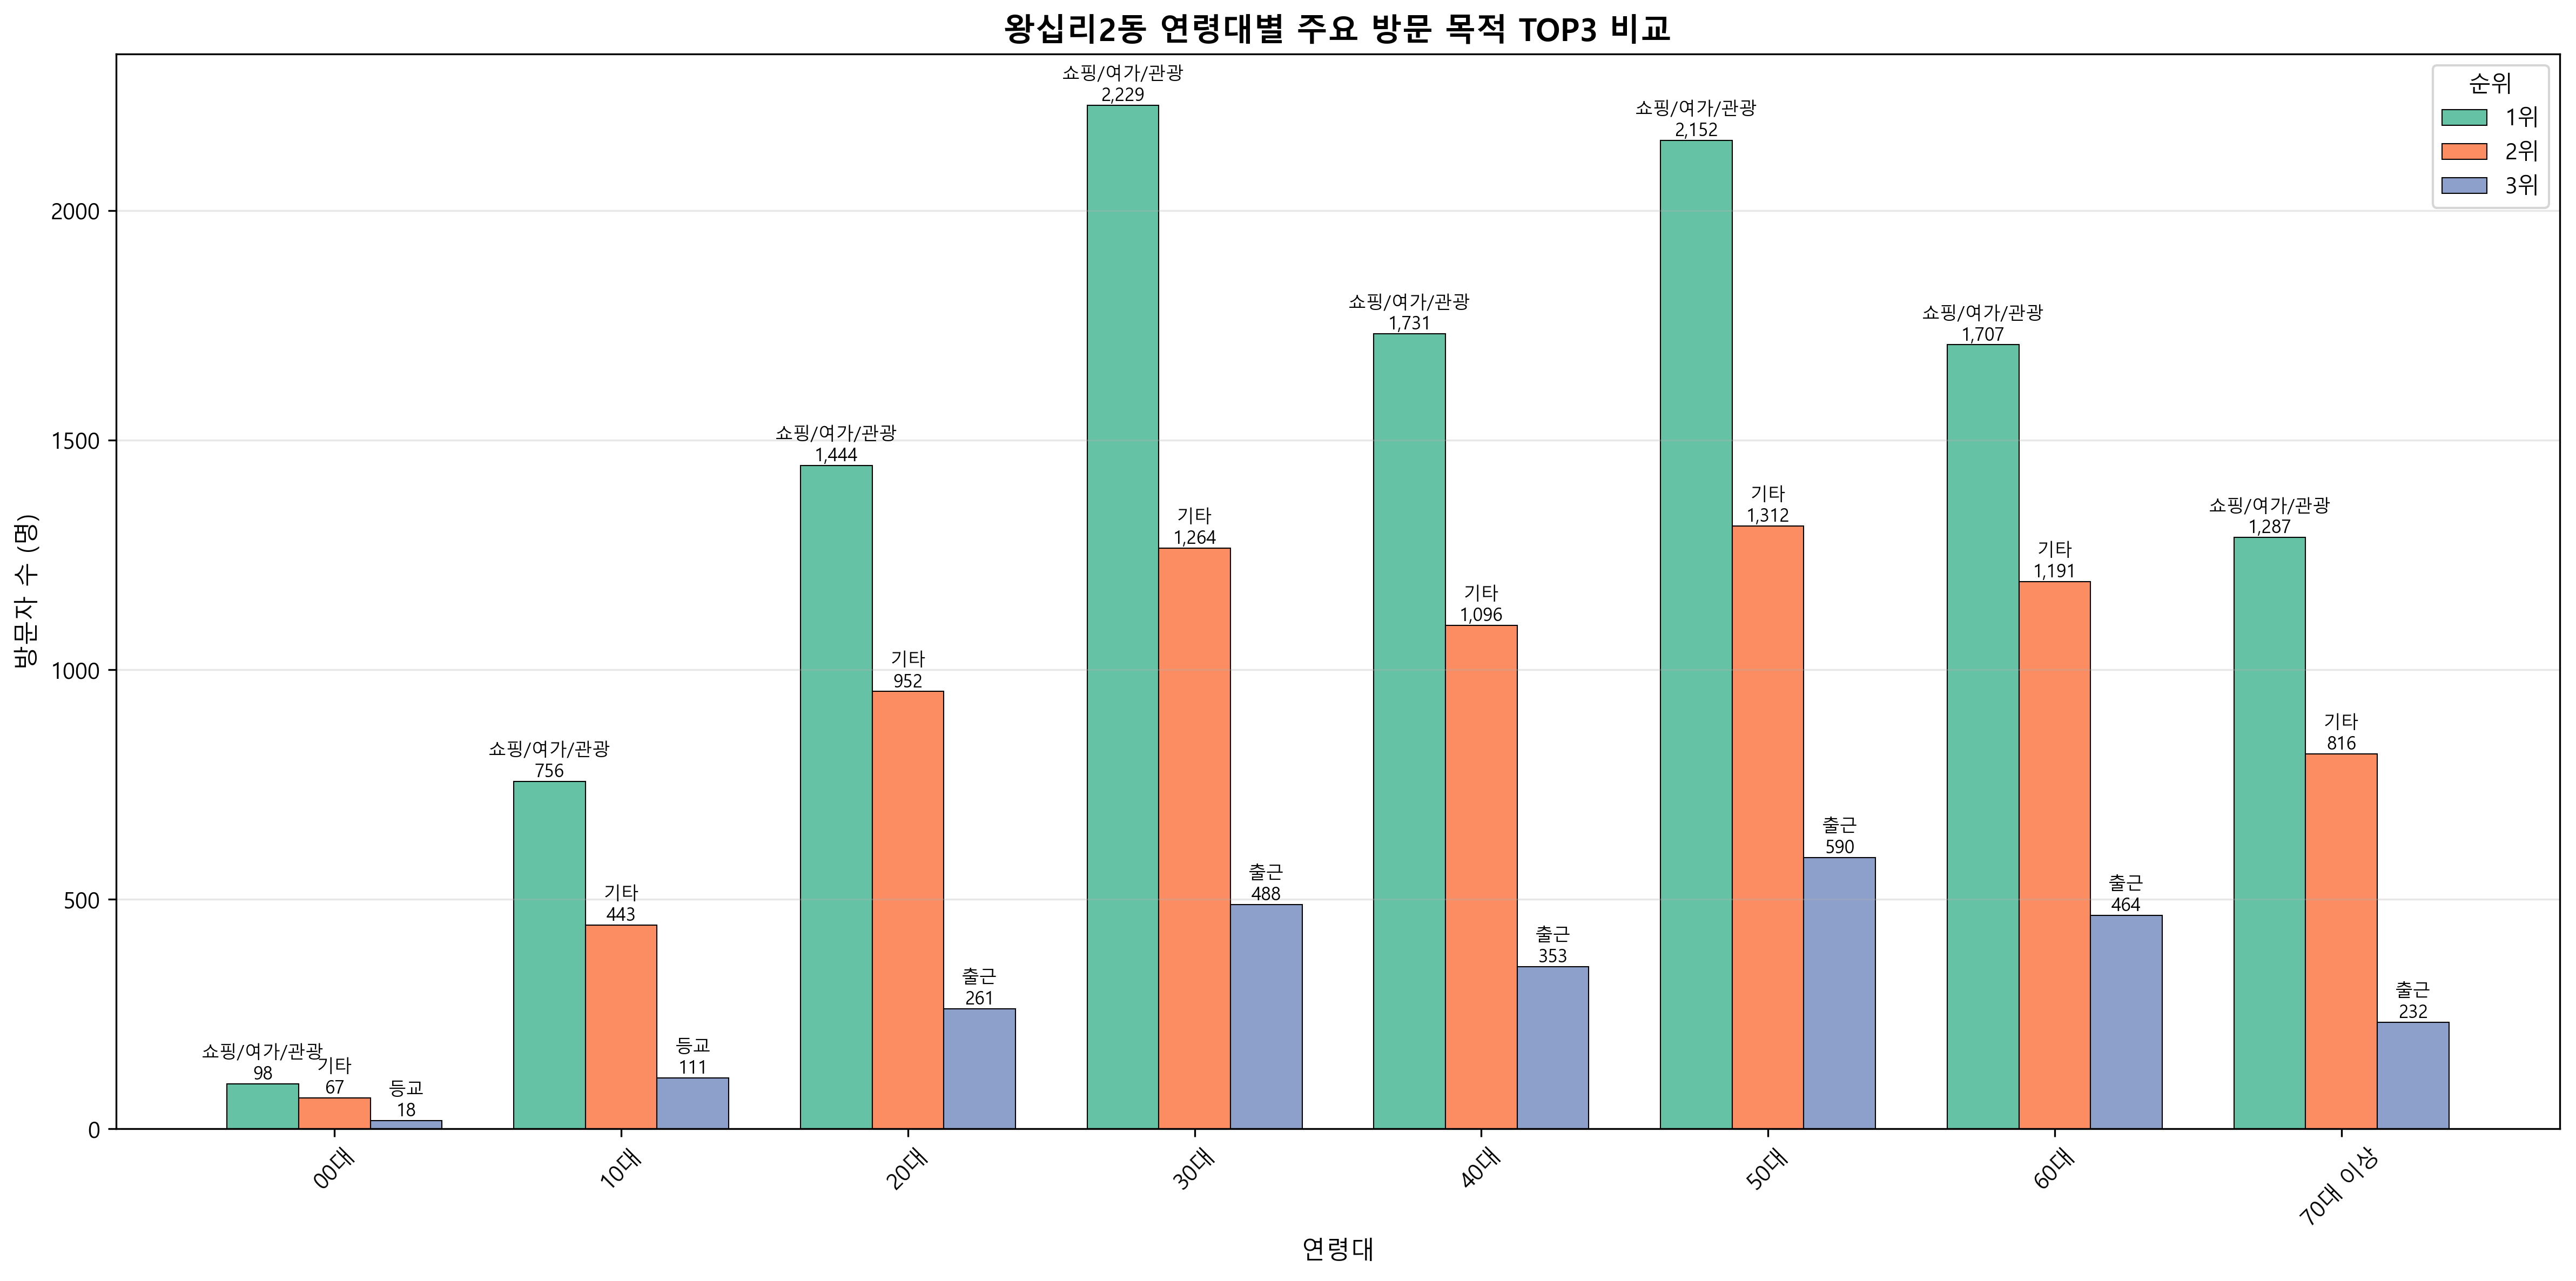 왕십리2동 연령대별 주요 방문 목적 TOP3 비교
순위
1위
2위
3위
방문자 수 (명)
2000
1500
1000
500
0
쇼핑/여가/관광
98
기타
67
등교
18
쇼핑/여가/관광
756
기타
443
등교
111
쇼핑/여가/관광
1,444
기타
952
출근
261
쇼핑/여가/관광
2,229
기타
1,264
출근
488
쇼핑/여가/관광
1,731
기타
1,096
출근
353
쇼핑/여가/관광
2,152
기타
1,312
출근
590
쇼핑/여가/관광
1,707
기타
1,191
출근
464
쇼핑/여가/관광
1,287
기타
816
출근
232
00대
10대
20대
30대
40대
50대
60대
70대 이상
연령대